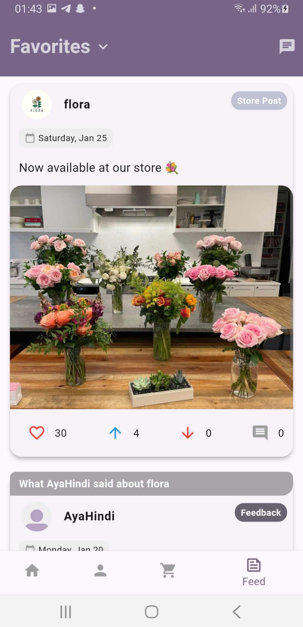 01:43 92%
Favorites
flora
Store Post
Saturday, Jan 25
Now available at our store 💐
30 4 0 0
What AyaHindi said about flora
AyaHindi
Feedback
Monday, Jan 20
Feed